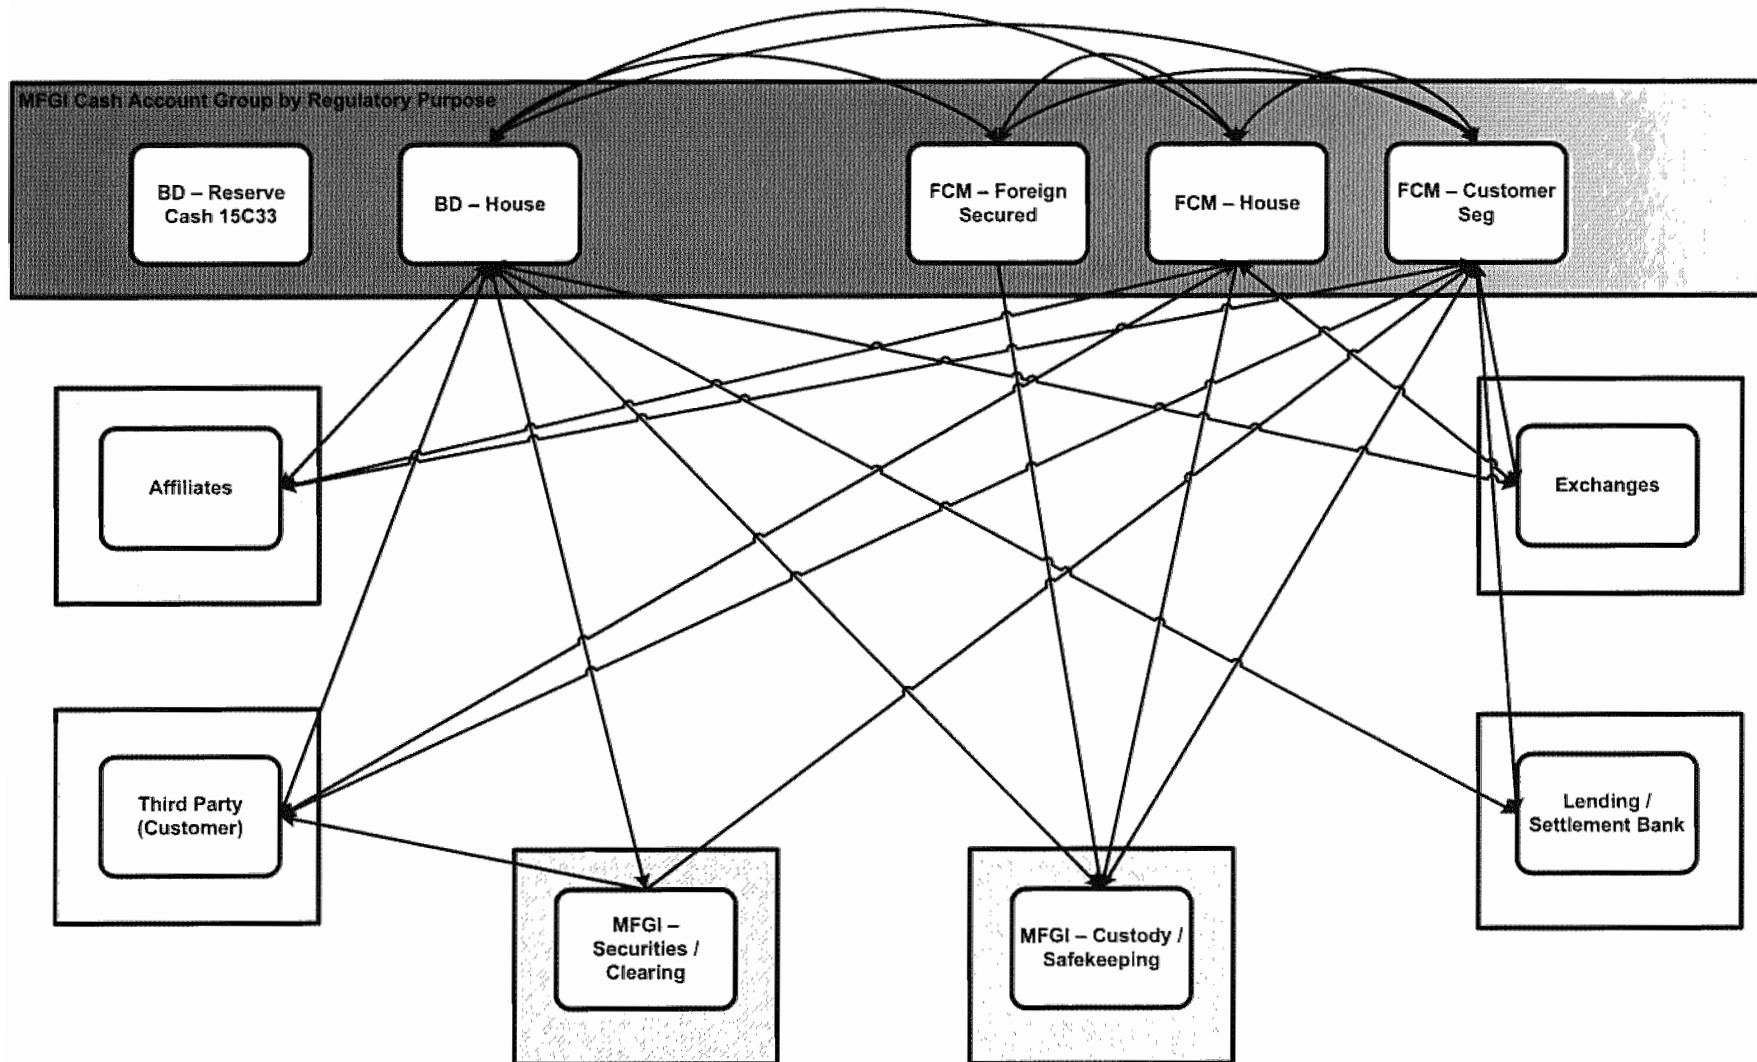 MFGI Cash Account Group by Regulatory Purpose
BD – Reserve
Cash 15C33
BD – House
FCM – Foreign
Secured
FCM – House
FCM – Customer
Seg
Affiliates
Exchanges
Third Party
(Customer)
Lending /
Settlement Bank
MFGI –
Securities /
Clearing
MFGI – Custody /
Safekeeping